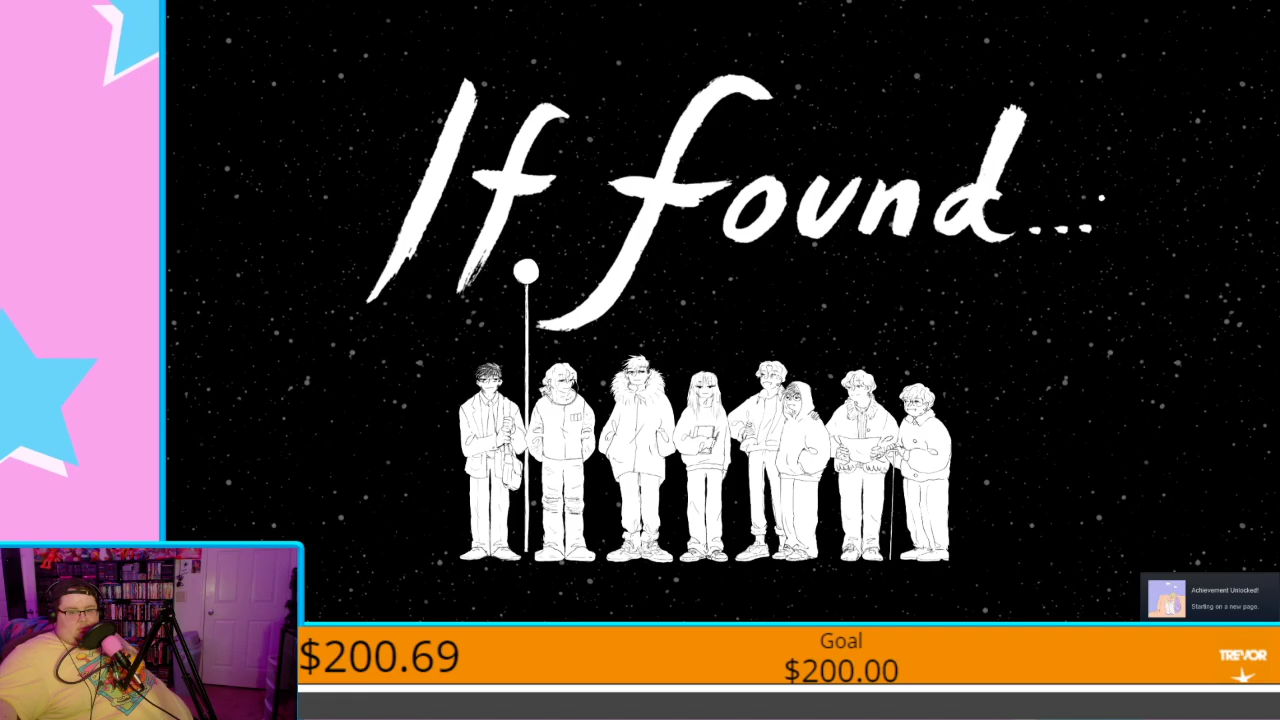 If found...
Achievement Unlocked!
Starting on a new page.
$200.69
Goal
$200.00
TREVOR